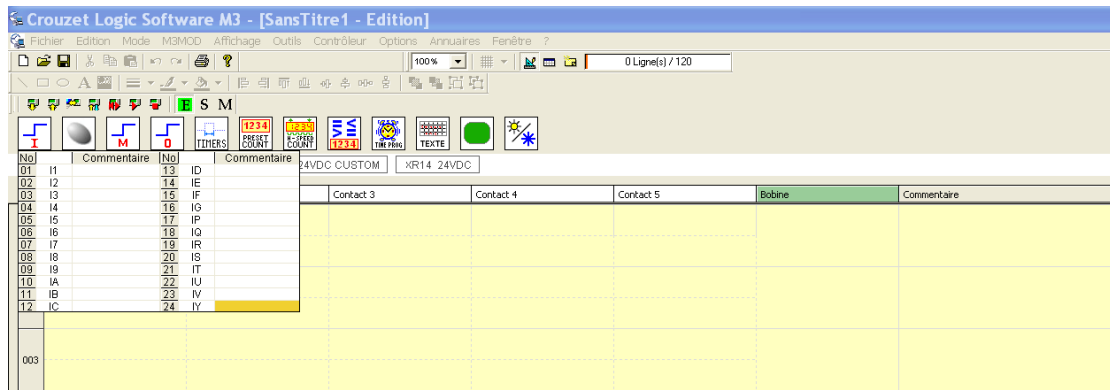 Crouzet Logic Software M3 - [SansTitre1 - Edition]
Fichier Edition Mode M3MOD Affichage Outils Contrôleur Options Annuaires Fenêtre ?
100% 0 Ligne(s) / 120
A
E S M
I M O TIMERS 1234 PRESET COUNT 1234 H-SPEED COUNT 1234 TIME PROG TEXTE
No Commentaire No Commentaire
24VDC CUSTOM XR14 24VDC
01 I1 13 ID
02 I2 14 IE
03 I3 15 IF
Contact 3 Contact 4 Contact 5 Bobine Commentaire
04 I4 16 IG
05 I5 17 IP
06 I6 18 IQ
07 I7 19 IR
08 I8 20 IS
09 I9 21 IT
10 IA 22 IU
11 IB 23 IV
12 IC 24 IY
003